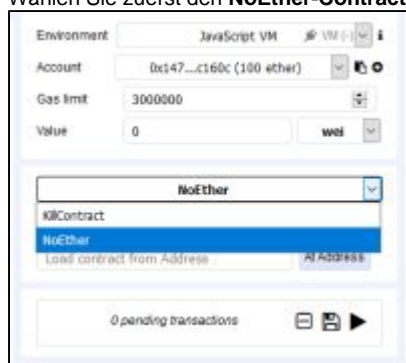 Wählen Sie zuerst den NoEther-Contract
Environment JavaScript VM VM (-) i
Account 0x147...c160c (100 ether)
Gas limit 3000000
Value 0 wei
NoEther
KillContract
NoEther
Load contract from Address At Address
0 pending transactions